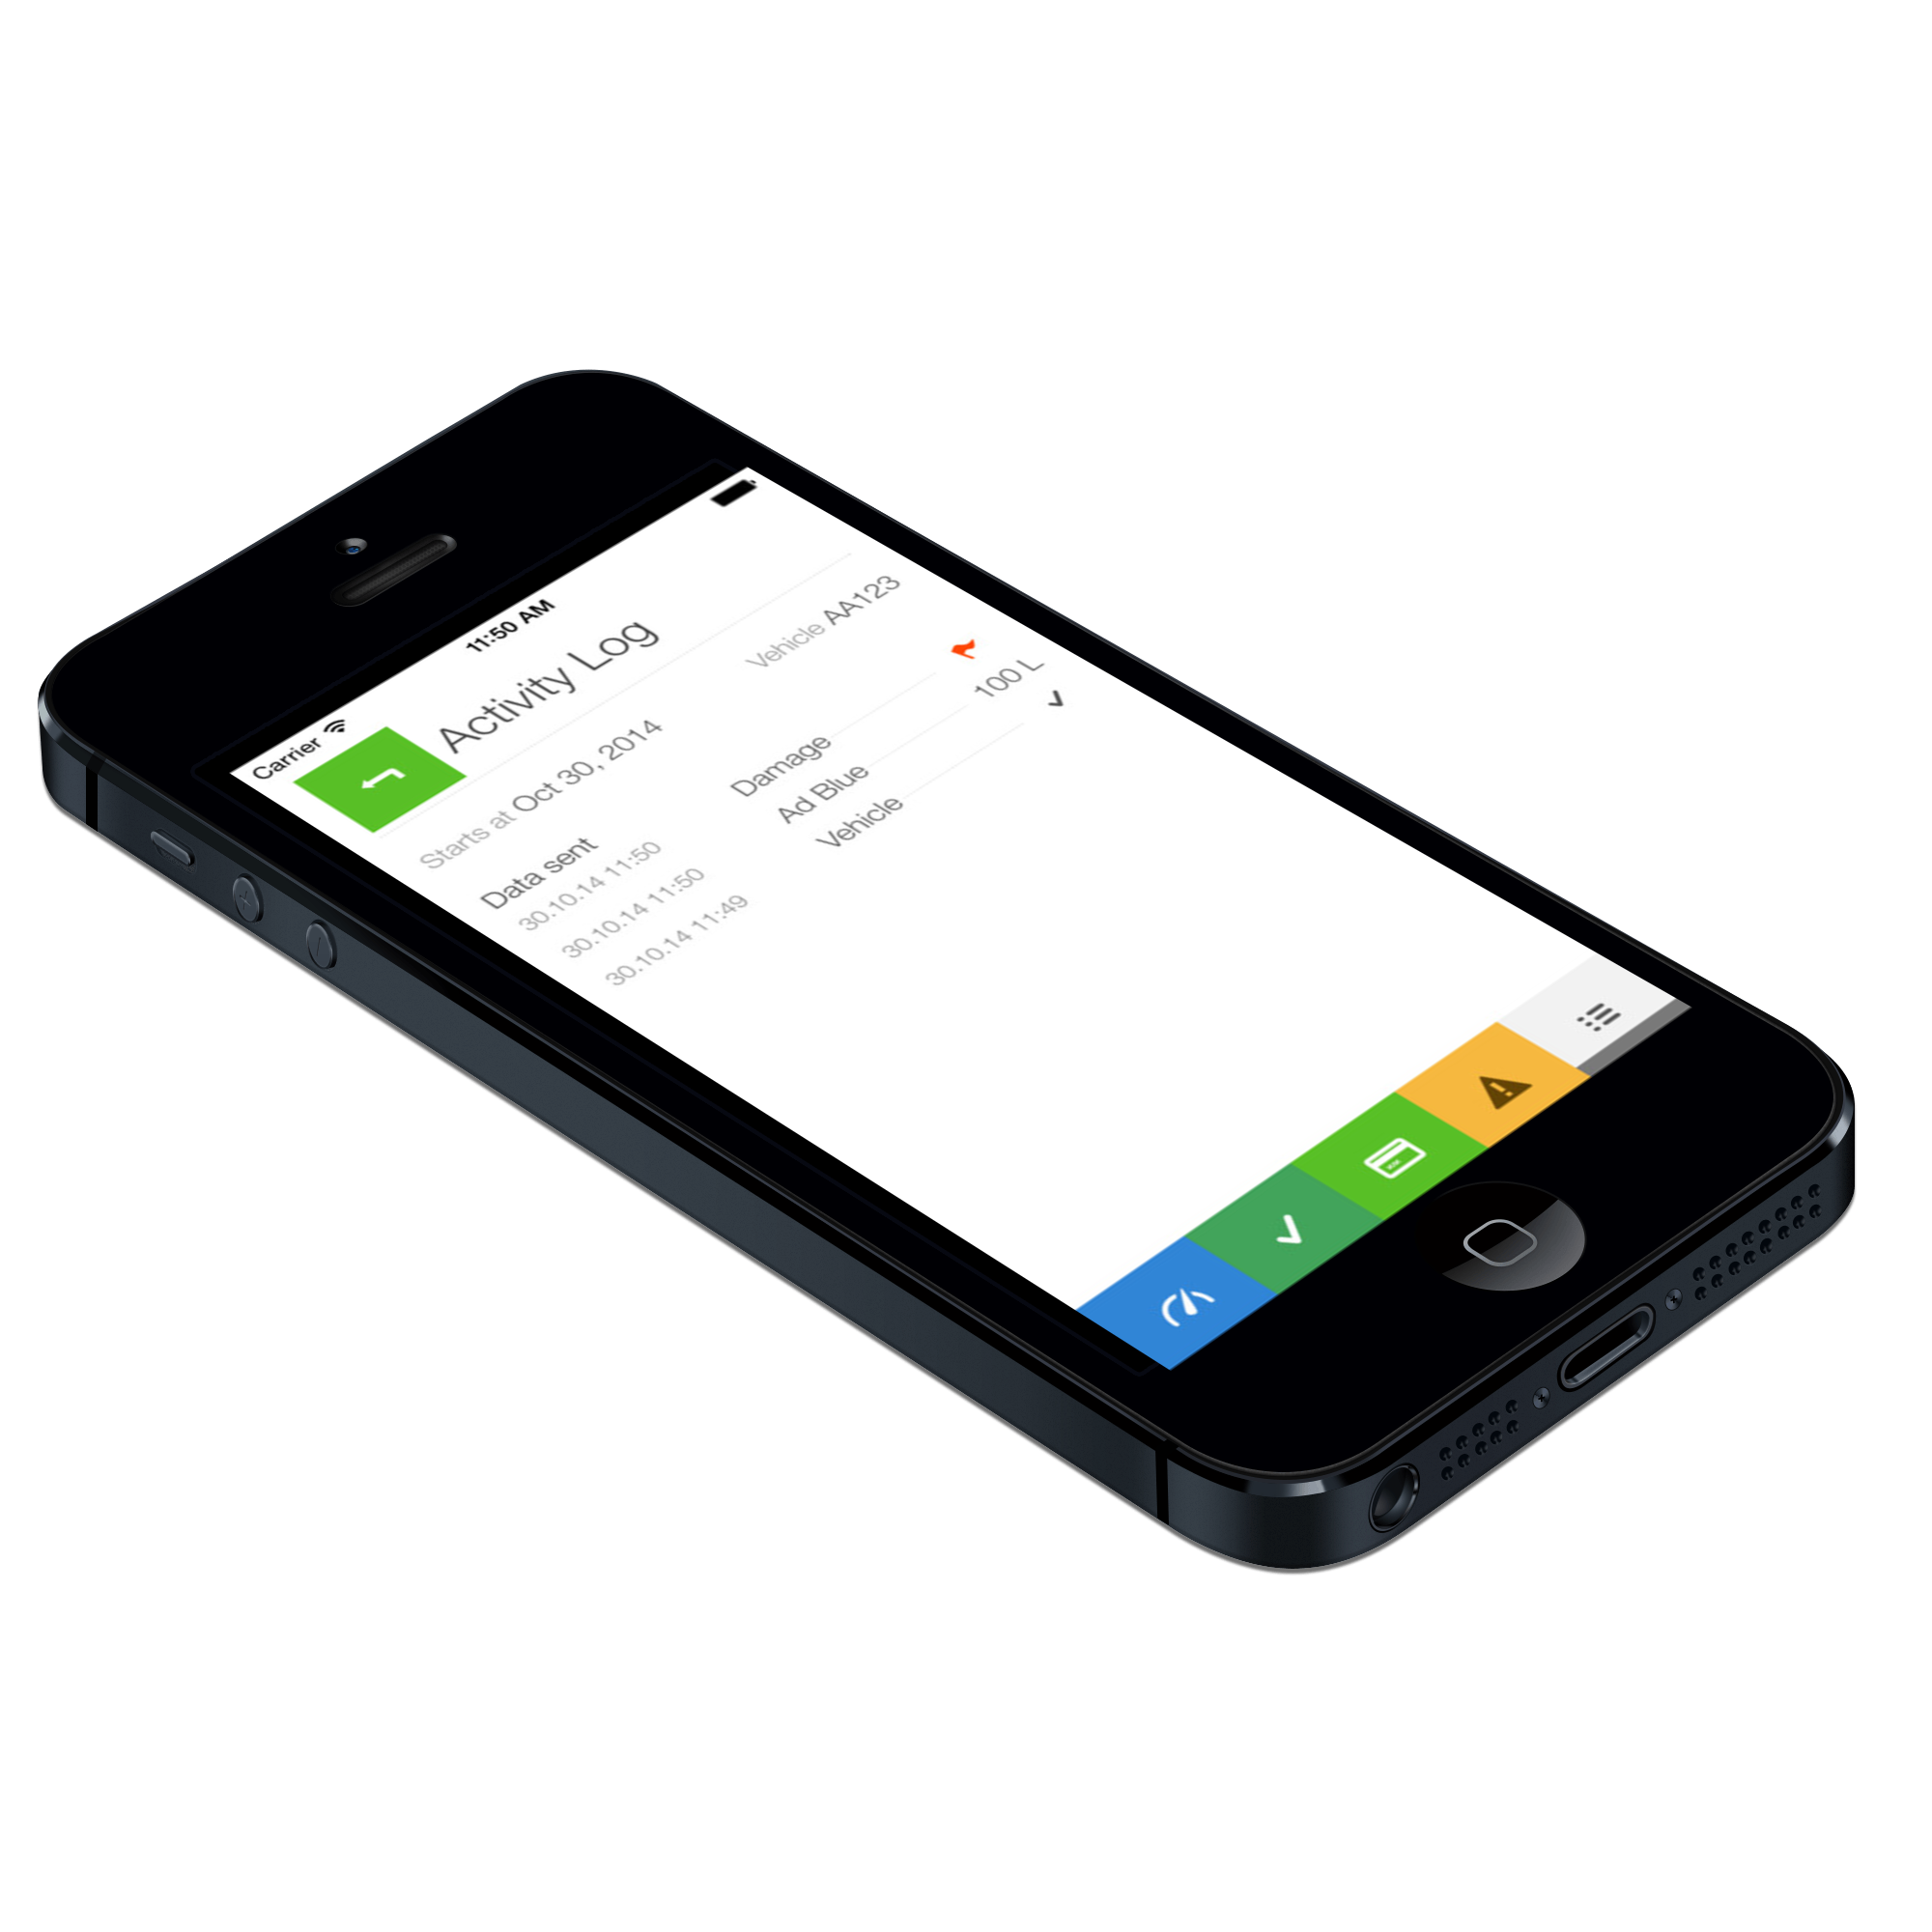 Carrier 11:50 AM
Activity Log
Starts at Oct 30, 2014 Vehicle AA123
Data sent
30.10.14 11:50 Damage
30.10.14 11:50 Ad Blue 100 L
30.10.14 11:49 Vehicle